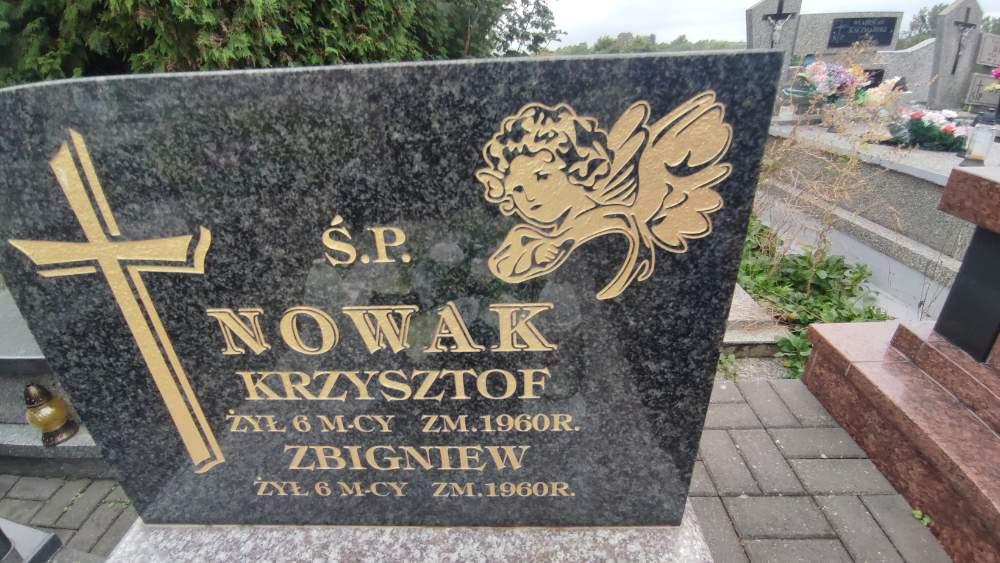 Ś.P.
NOWAK
KRZYSZTOF
ŻYŁ 6 M-CY ZM.1960R.
ZBIGNIEW
ŻYŁ 6 M-CY ZM.1960R.